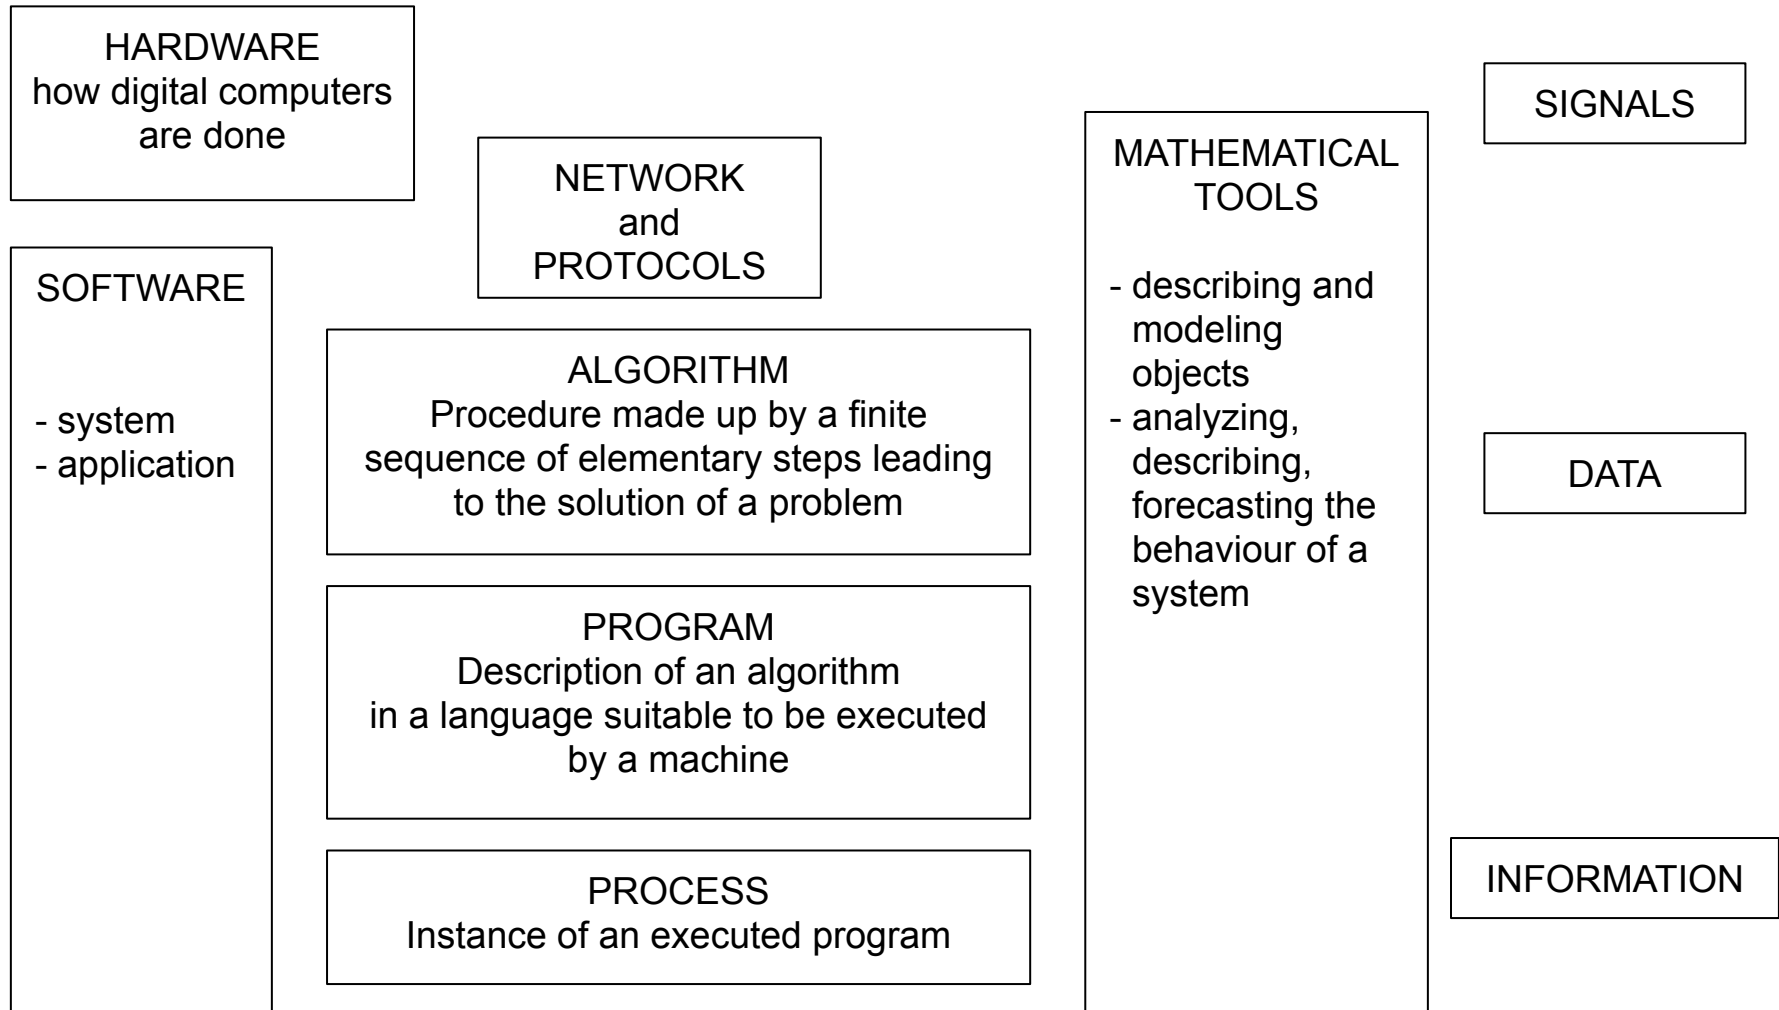 HARDWARE
how digital computers
are done
SOFTWARE
- system
- application
NETWORK
and
PROTOCOLS
ALGORITHM
Procedure made up by a finite
sequence of elementary steps leading
to the solution of a problem
PROGRAM
Description of an algorithm
in a language suitable to be executed
by a machine
PROCESS
Instance of an executed program
MATHEMATICAL
TOOLS
- describing and
modeling
objects
- analyzing,
describing,
forecasting the
behaviour of a
system
SIGNALS
DATA
INFORMATION